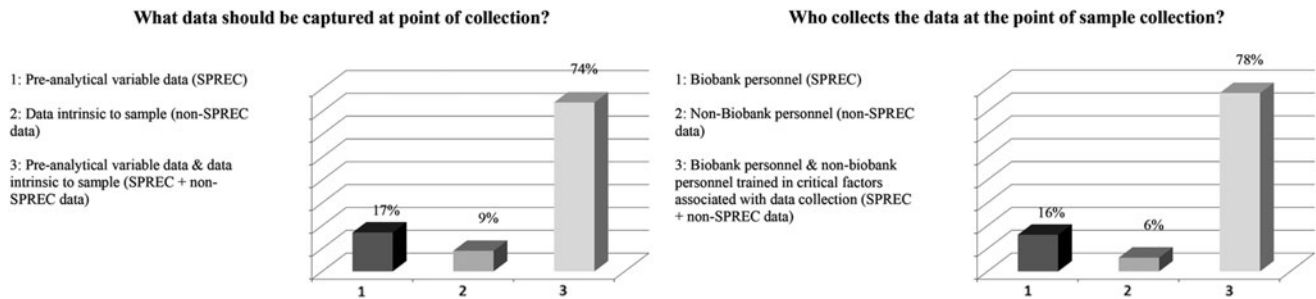 What data should be captured at point of collection?
1: Pre-analytical variable data (SPREC)
2: Data intrinsic to sample (non-SPREC
data)
3: Pre-analytical variable data & data
intrinsic to sample (SPREC + non-
SPREC data)
17%
9%
74%
1
2
3
Who collects the data at the point of sample collection?
1: Biobank personnel (SPREC)
2: Non-Biobank personnel (non-SPREC
data)
3: Biobank personnel & non-biobank
personnel trained in critical factors
associated with data collection (SPREC
+ non-SPREC data)
16%
6%
78%
1
2
3